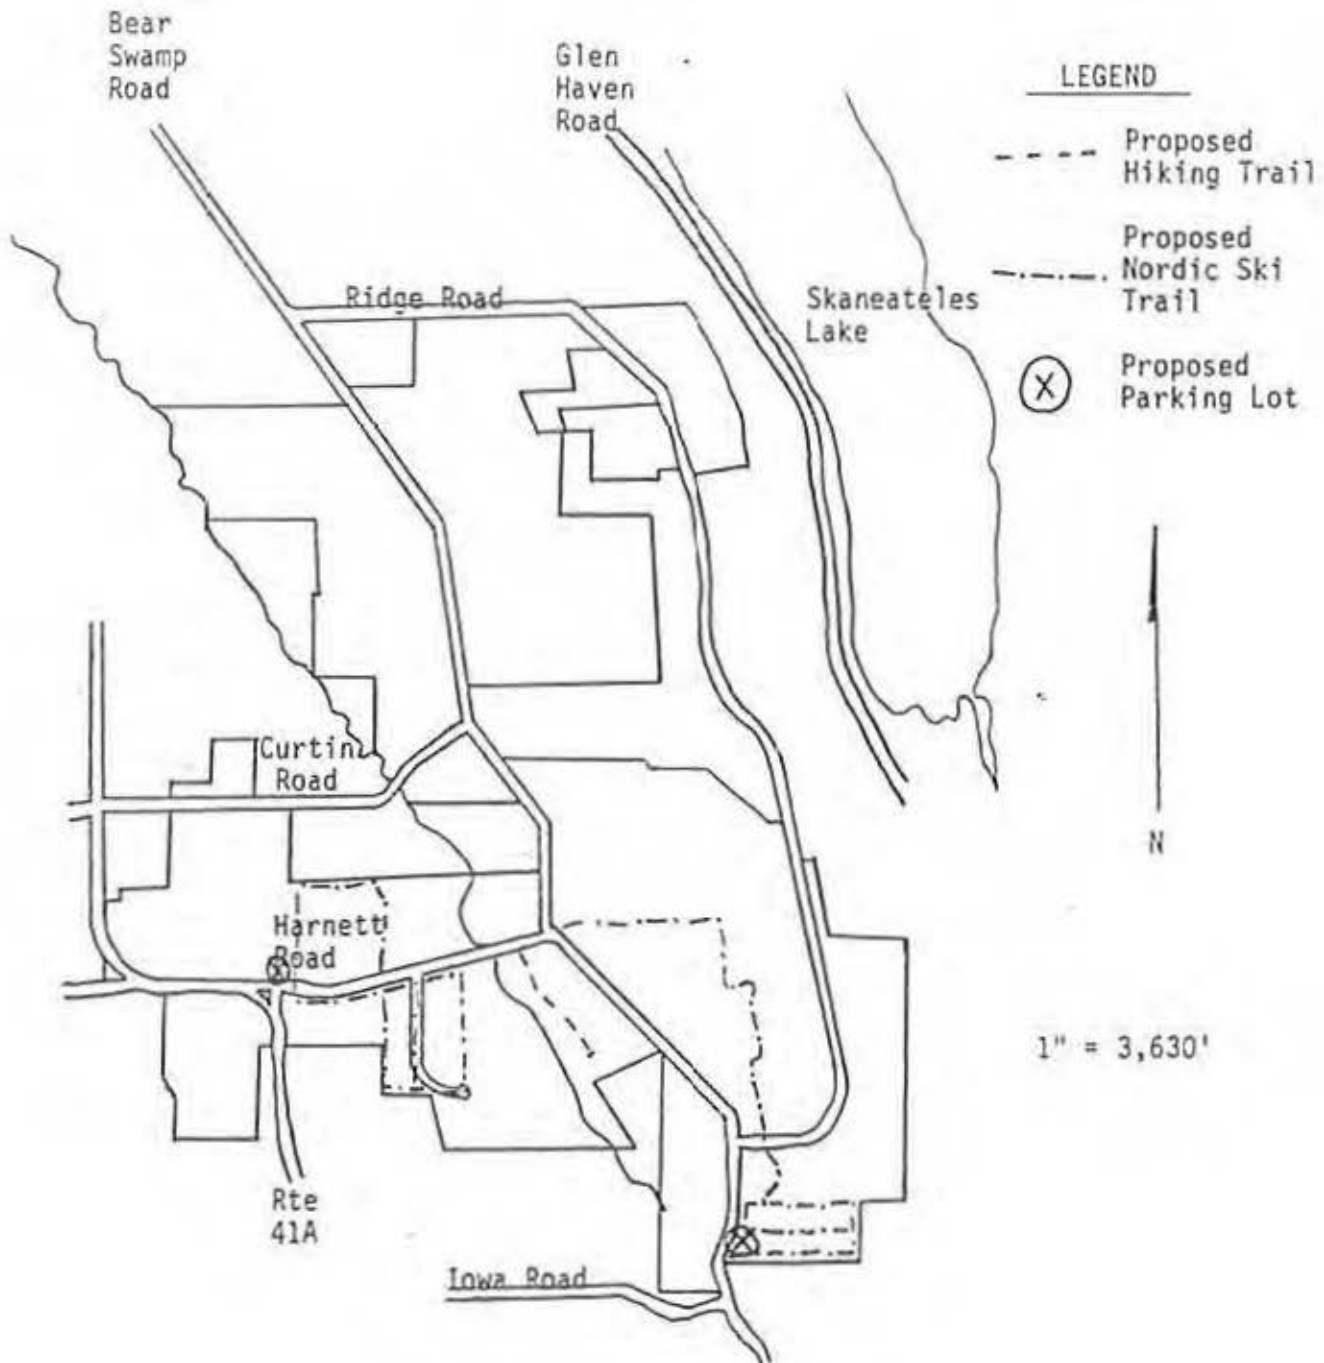 Bear
Swamp
Road
Glen
Haven
Road
LEGEND
Proposed
Hiking Trail
Proposed
Nordic Ski
Trail
Proposed
Parking Lot
Ridge Road
Skaneateles
Lake
Curtin
Road
Harnett
Road
N
1" = 3,630'
Rte
41A
Iowa Road